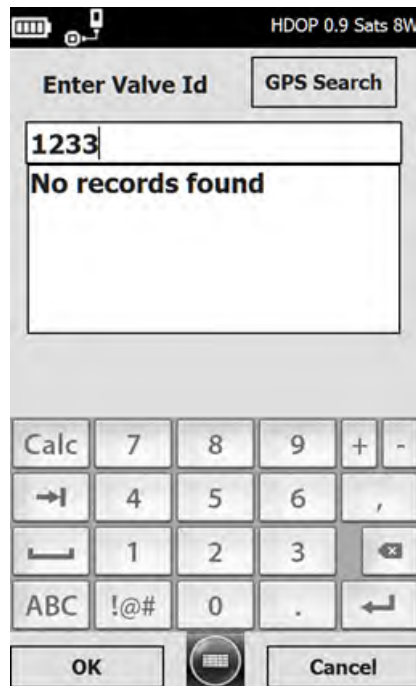 HDOP 0.9 Sats 8W
Enter Valve Id GPS Search
1233
No records found
Calc 7 8 9 + -
4 5 6 ,
1 2 3
ABC !@# 0 .
OK Cancel